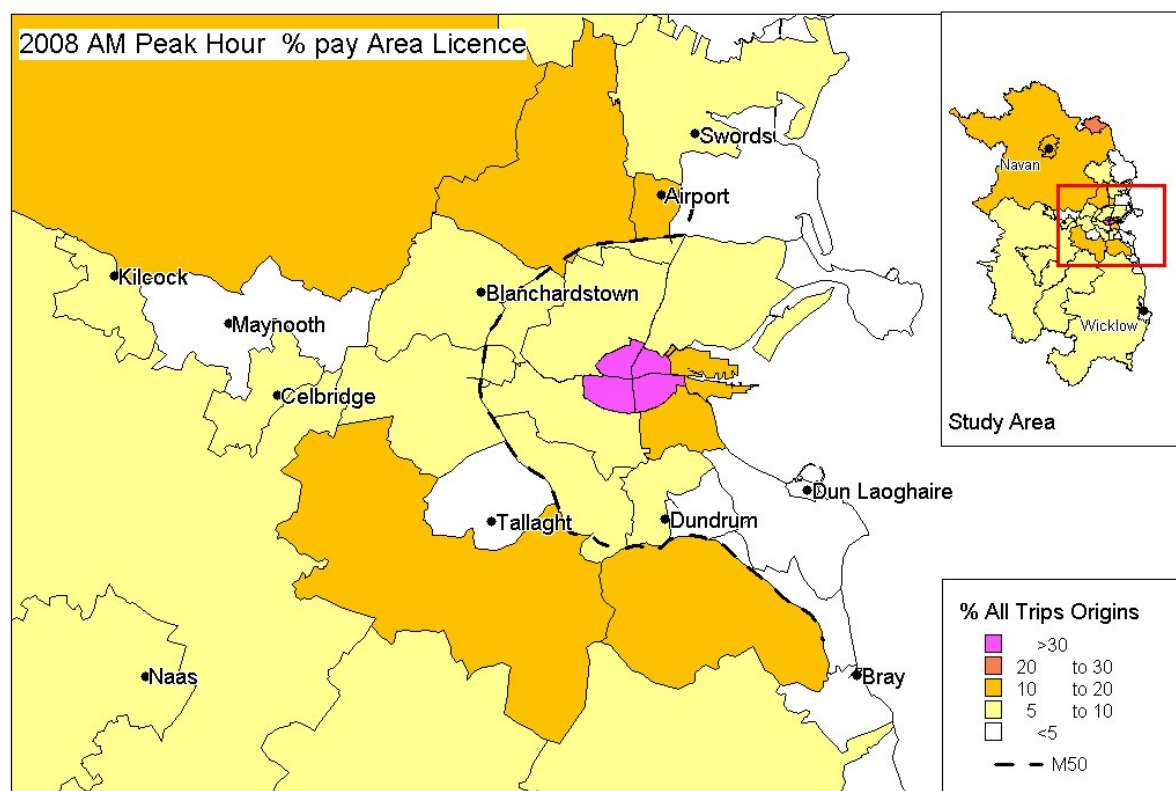 2008 AM Peak Hour % pay Area Licence
Swords
Airport
Kilcock
Blanchardstown
Maynooth
Celbridge
Dun Laoghaire
Tallaght
Dundrum
Naas
Bray
Navan
Wicklow
Study Area
% All Trips Origins
>30
20 to 30
10 to 20
5 to 10
<5
M50